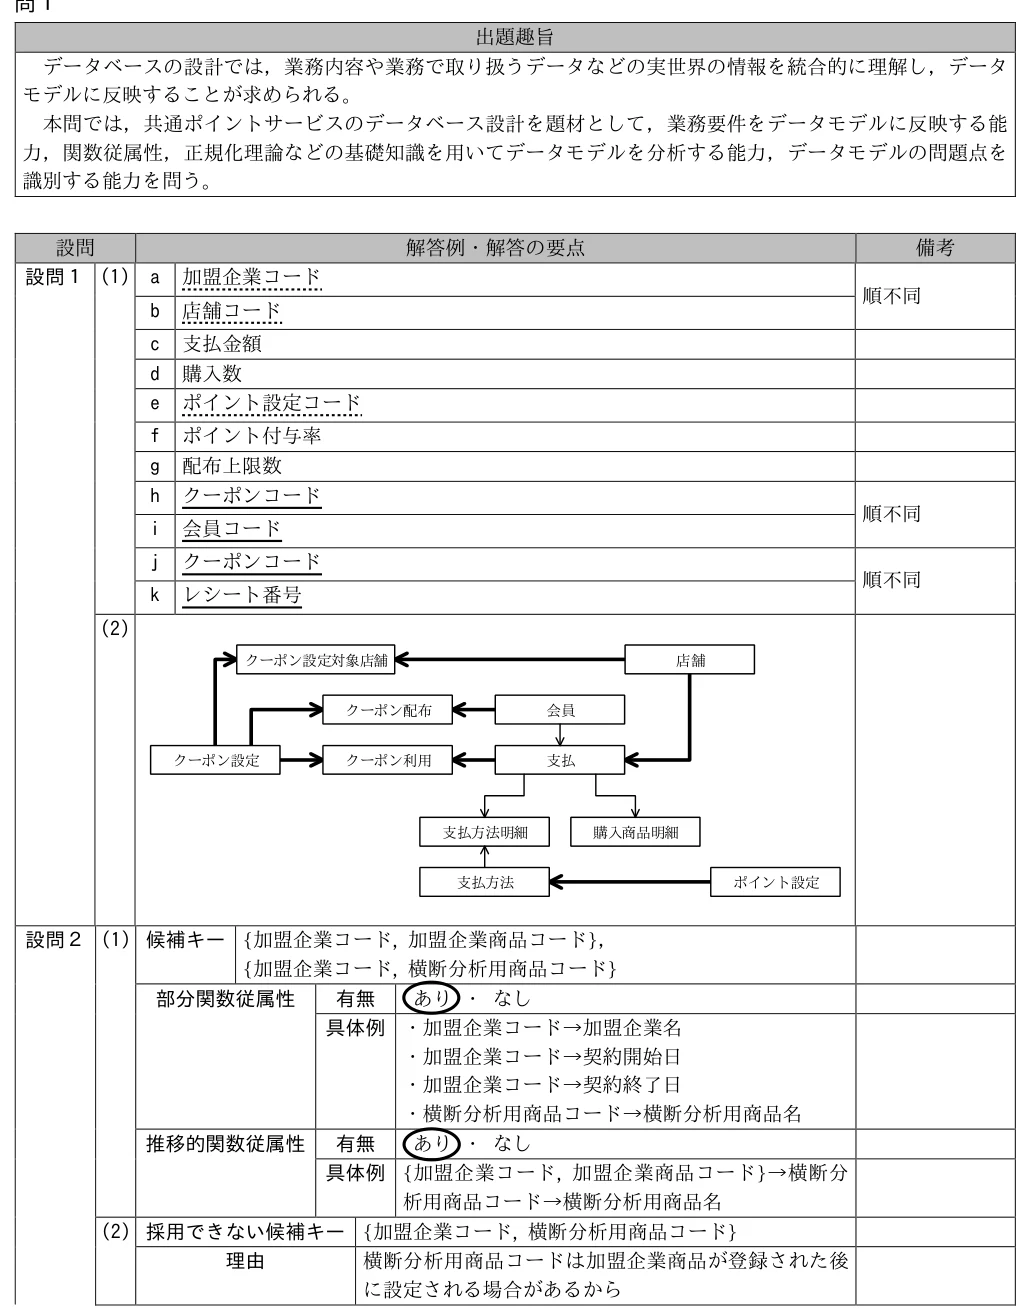 問1
出題趣旨
データベースの設計では，業務内容や業務で取り扱うデータなどの実世界の情報を統合的に理解し，データ
モデルに反映することが求められる。
本問では，共通ポイントサービスのデータベース設計を題材として，業務要件をデータモデルに反映する能
力，関数従属性，正規化理論などの基礎知識を用いてデータモデルを分析する能力，データモデルの問題点を
識別する能力を問う。
設問 解答例・解答の要点 備考
設問1 (1) a 加盟企業コード 順不同
b 店舗コード
c 支払金額
d 購入数
e ポイント設定コード
f ポイント付与率
g 配布上限数
h クーポンコード 順不同
i 会員コード
j クーポンコード 順不同
k レシート番号
(2)
クーポン設定対象店舗 店舗
クーポン配布 会員
クーポン設定 クーポン利用 支払
支払方法明細 購入商品明細
支払方法 ポイント設定
設問2 (1) 候補キー {加盟企業コード, 加盟企業商品コード},
{加盟企業コード, 横断分析用商品コード}
部分関数従属性 有無 あり ・ なし
具体例 ・加盟企業コード→加盟企業名
・加盟企業コード→契約開始日
・加盟企業コード→契約終了日
・横断分析用商品コード→横断分析用商品名
推移的関数従属性 有無 あり ・ なし
具体例 {加盟企業コード, 加盟企業商品コード}→横断分
析用商品コード→横断分析用商品名
(2) 採用できない候補キー {加盟企業コード, 横断分析用商品コード}
理由 横断分析用商品コードは加盟企業商品が登録された後
に設定される場合があるから